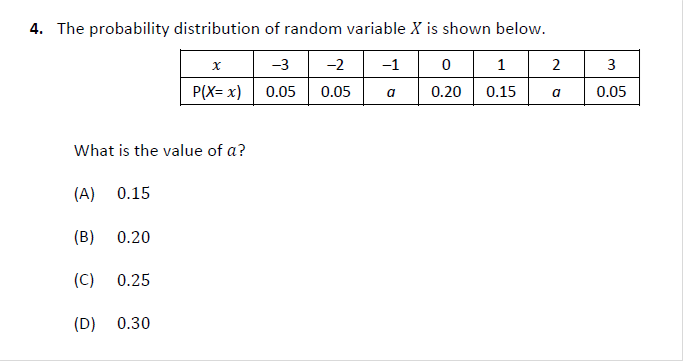 4. The probability distribution of random variable X is shown below.
x −3 −2 −1 0 1 2 3
P(X= x) 0.05 0.05 a 0.20 0.15 a 0.05
What is the value of a?
(A) 0.15
(B) 0.20
(C) 0.25
(D) 0.30